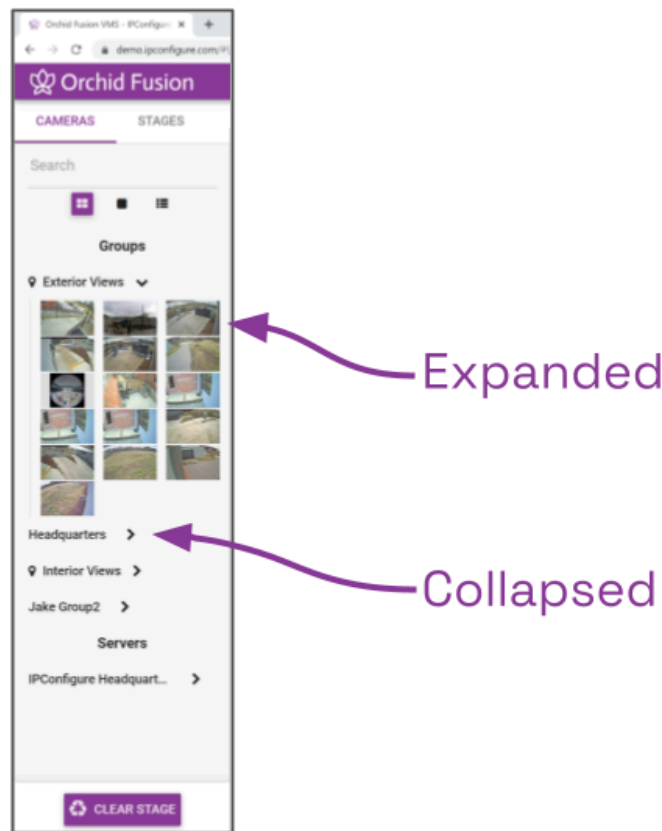 Orchid Fusion VMS - IPConfigur
demo.ipconfigure.com/
Orchid Fusion
CAMERAS STAGES
Search
Groups
Exterior Views
Expanded
Headquarters
Interior Views
Collapsed
Jake Group2
Servers
IPConfigure Headquart...
CLEAR STAGE